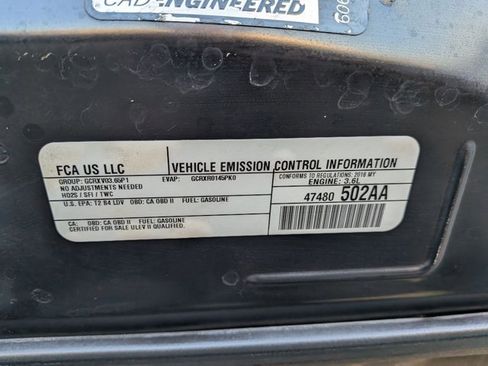 CAD ENGINEERED
FCA US LLC
VEHICLE EMISSION CONTROL INFORMATION
GROUP: GCRXV03.65P1 EVAP: GCRXR0145PK0
CONFORMS TO REGULATIONS: 2016 MY
NO ADJUSTMENTS NEEDED
ENGINE: 3.6L
HO2S / SFI / TWC
47480 502AA
U.S. EPA: T2 B4 LDV OBD: CA OBD II FUEL: GASOLINE
CA: OBD: CA OBD II FUEL: GASOLINE
CERTIFIED FOR SALE ULEV II QUALIFIED.